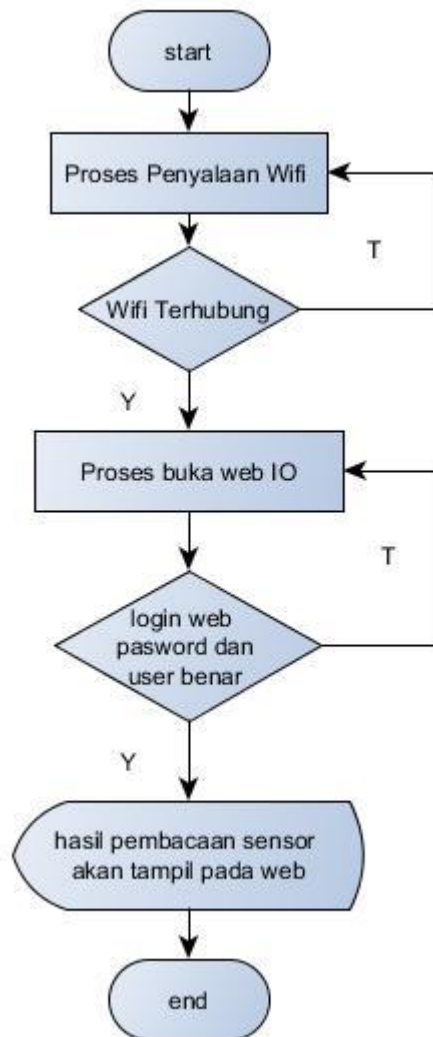 start
Proses Penyalaan Wifi
T
Wifi Terhubung
Y
Proses buka web IO
T
login web
pasword dan
user benar
Y
hasil pembacaan sensor
akan tampil pada web
end